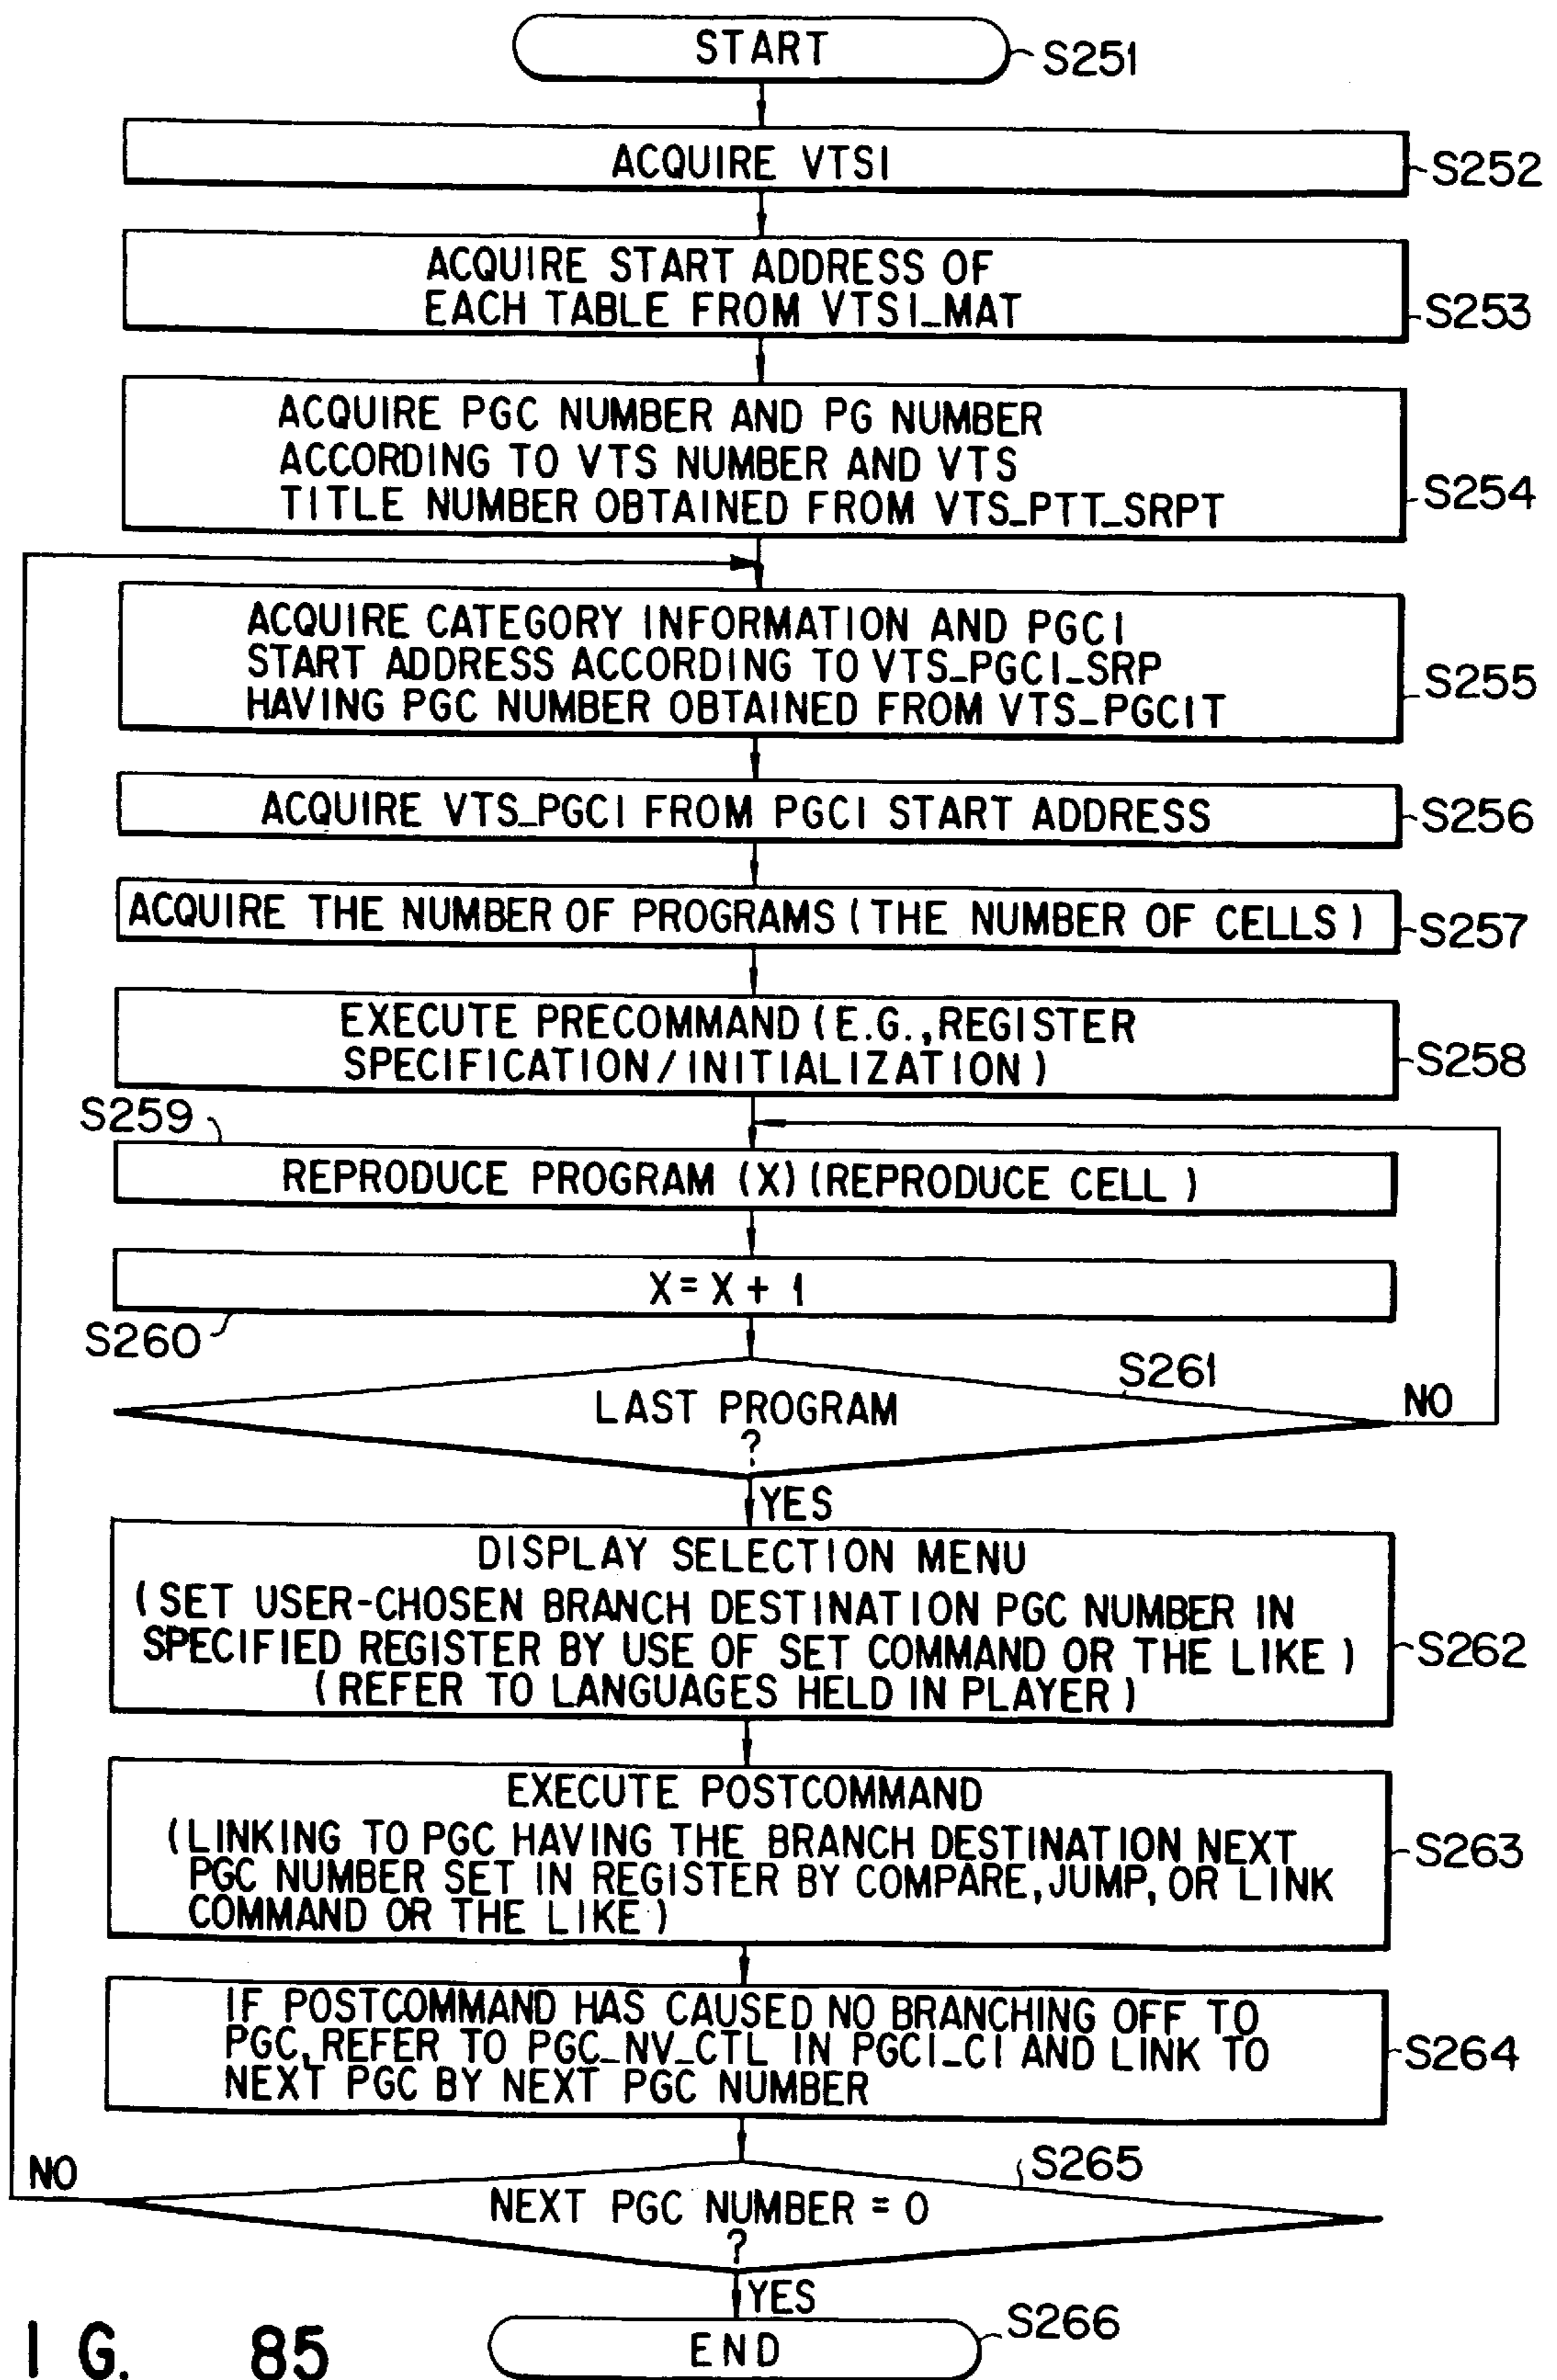 START
S251
ACQUIRE VTSI
S252
ACQUIRE START ADDRESS OF
EACH TABLE FROM VTSI_MAT
S253
ACQUIRE PGC NUMBER AND PG NUMBER
ACCORDING TO VTS NUMBER AND VTS
TITLE NUMBER OBTAINED FROM VTS_PTT_SRPT
S254
ACQUIRE CATEGORY INFORMATION AND PGCI
START ADDRESS ACCORDING TO VTS_PGCI_SRP
HAVING PGC NUMBER OBTAINED FROM VTS_PGCIT
S255
ACQUIRE VTS_PGCI FROM PGCI START ADDRESS
S256
ACQUIRE THE NUMBER OF PROGRAMS (THE NUMBER OF CELLS)
S257
EXECUTE PRECOMMAND (E.G., REGISTER
SPECIFICATION/INITIALIZATION)
S258
S259
REPRODUCE PROGRAM (X) (REPRODUCE CELL)
X = X + 1
S260
S261
LAST PROGRAM
?
NO
YES
DISPLAY SELECTION MENU
(SET USER-CHOSEN BRANCH DESTINATION PGC NUMBER IN
SPECIFIED REGISTER BY USE OF SET COMMAND OR THE LIKE)
(REFER TO LANGUAGES HELD IN PLAYER)
S262
EXECUTE POSTCOMMAND
(LINKING TO PGC HAVING THE BRANCH DESTINATION NEXT
PGC NUMBER SET IN REGISTER BY COMPARE, JUMP, OR LINK
COMMAND OR THE LIKE)
S263
IF POSTCOMMAND HAS CAUSED NO BRANCHING OFF TO
PGC, REFER TO PGC_NV_CTL IN PGCI_CI AND LINK TO
NEXT PGC BY NEXT PGC NUMBER
S264
NO
S265
NEXT PGC NUMBER = 0
?
YES
END
S266
IG. 85